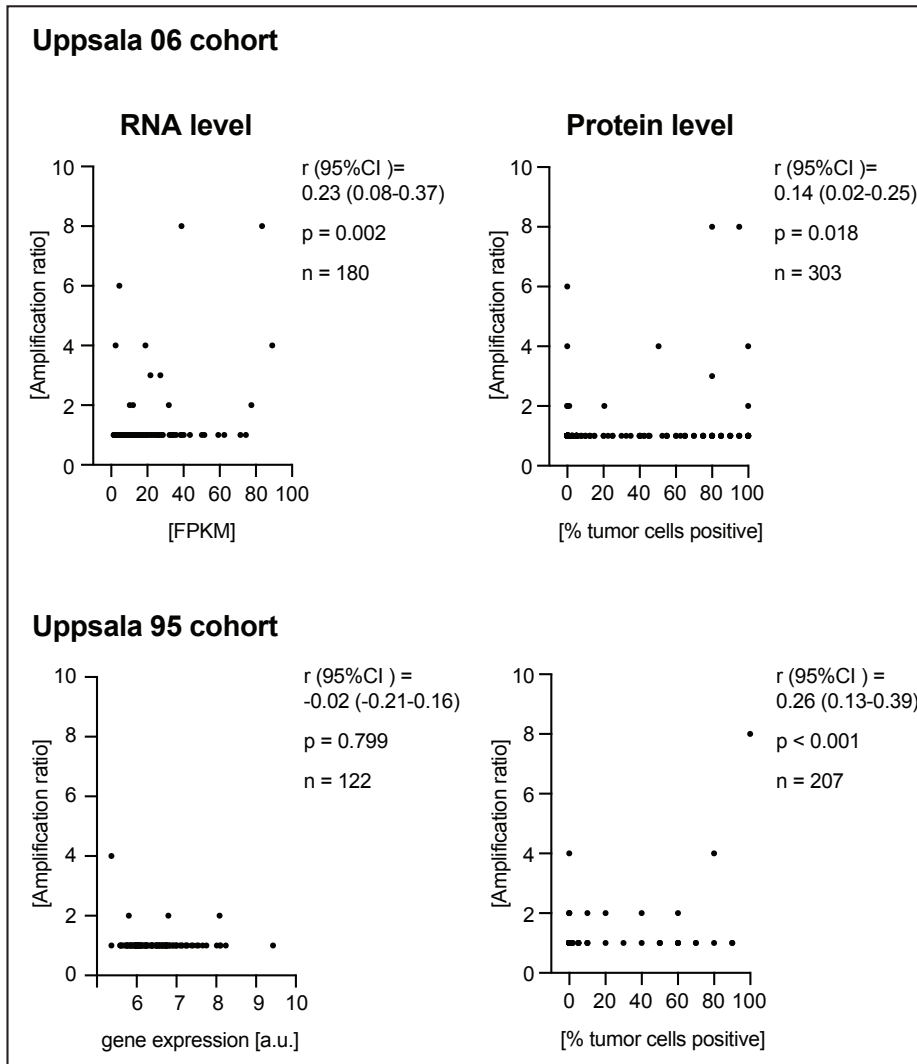 Uppsala 06 cohort
RNA level
r (95%CI )=
0.23 (0.08-0.37)
p = 0.002
n = 180
[Amplification ratio]
10
8
6
4
2
0
0 20 40 60 80 100
[FPKM]
Protein level
r (95%CI )=
0.14 (0.02-0.25)
p = 0.018
n = 303
[Amplification ratio]
10
8
6
4
2
0
0 20 40 60 80 100
[% tumor cells positive]
Uppsala 95 cohort
r (95%CI ) =
-0.02 (-0.21-0.16)
p = 0.799
n = 122
[Amplification ratio]
10
8
6
4
2
0
6 7 8 9 10
gene expression [a.u.]
r (95%CI ) =
0.26 (0.13-0.39)
p < 0.001
n = 207
[Amplification ratio]
10
8
6
4
2
0
0 20 40 60 80 100
[% tumor cells positive]